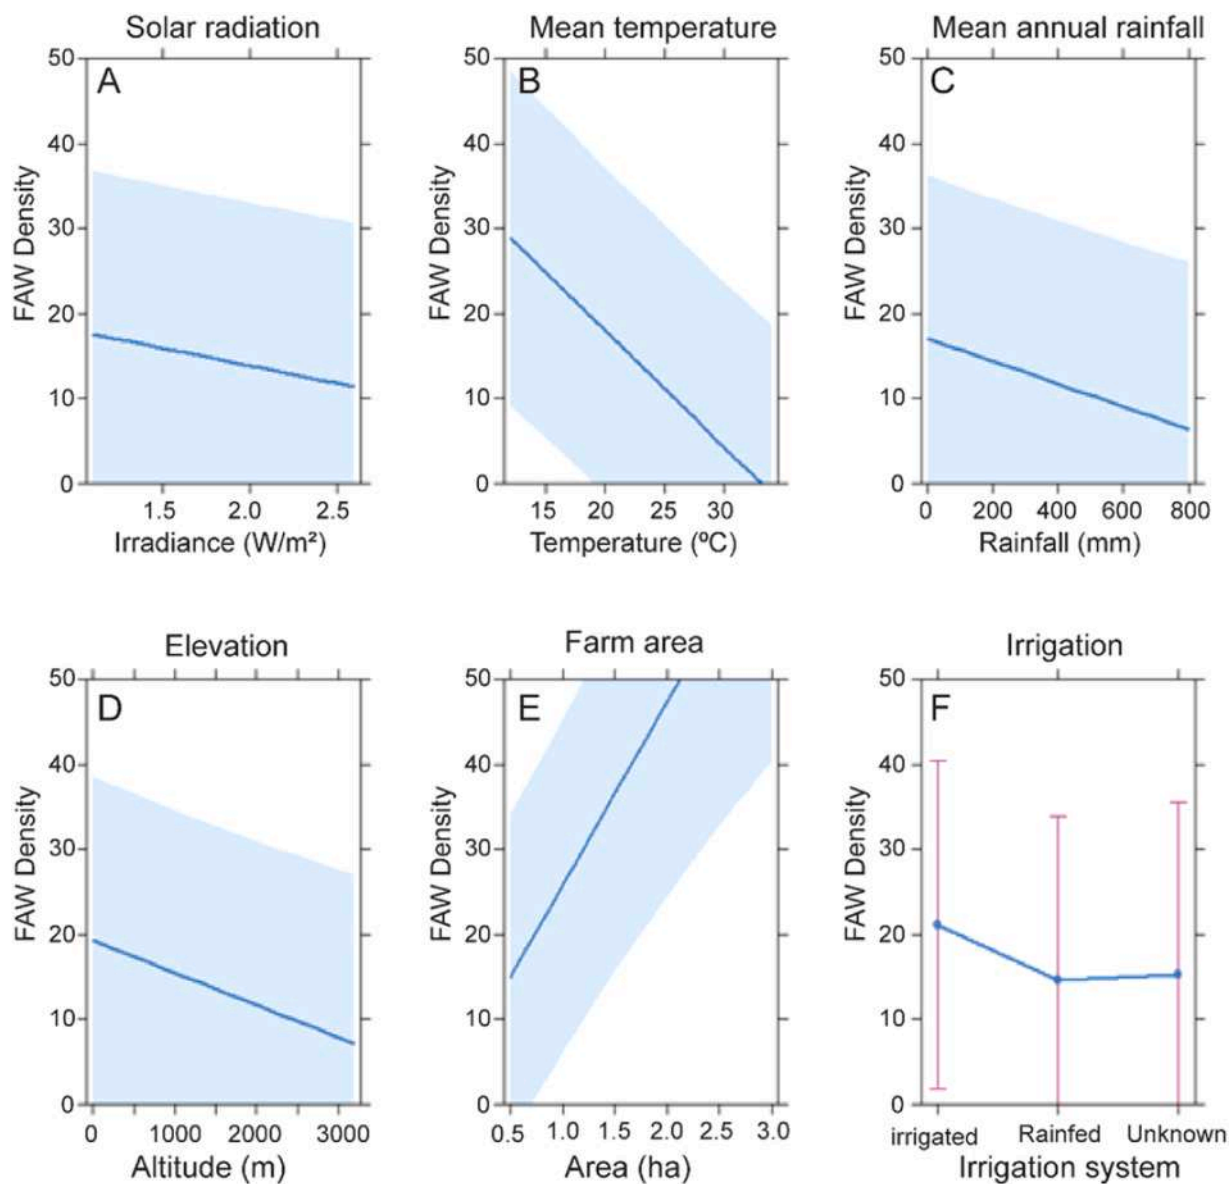 Solar radiation
A
50
40
30
20
10
0
FAW Density
1.5 2.0 2.5
Irradiance (W/m²)
Mean temperature
B
50
40
30
20
10
0
FAW Density
15 20 25 30
Temperature (ºC)
Mean annual rainfall
C
50
40
30
20
10
0
FAW Density
0 200 400 600 800
Rainfall (mm)
Elevation
D
50
40
30
20
10
0
FAW Density
0 1000 2000 3000
Altitude (m)
Farm area
E
50
40
30
20
10
0
FAW Density
0.5 1.0 1.5 2.0 2.5 3.0
Area (ha)
Irrigation
F
50
40
30
20
10
0
FAW Density
irrigated Rainfed Unknown
Irrigation system